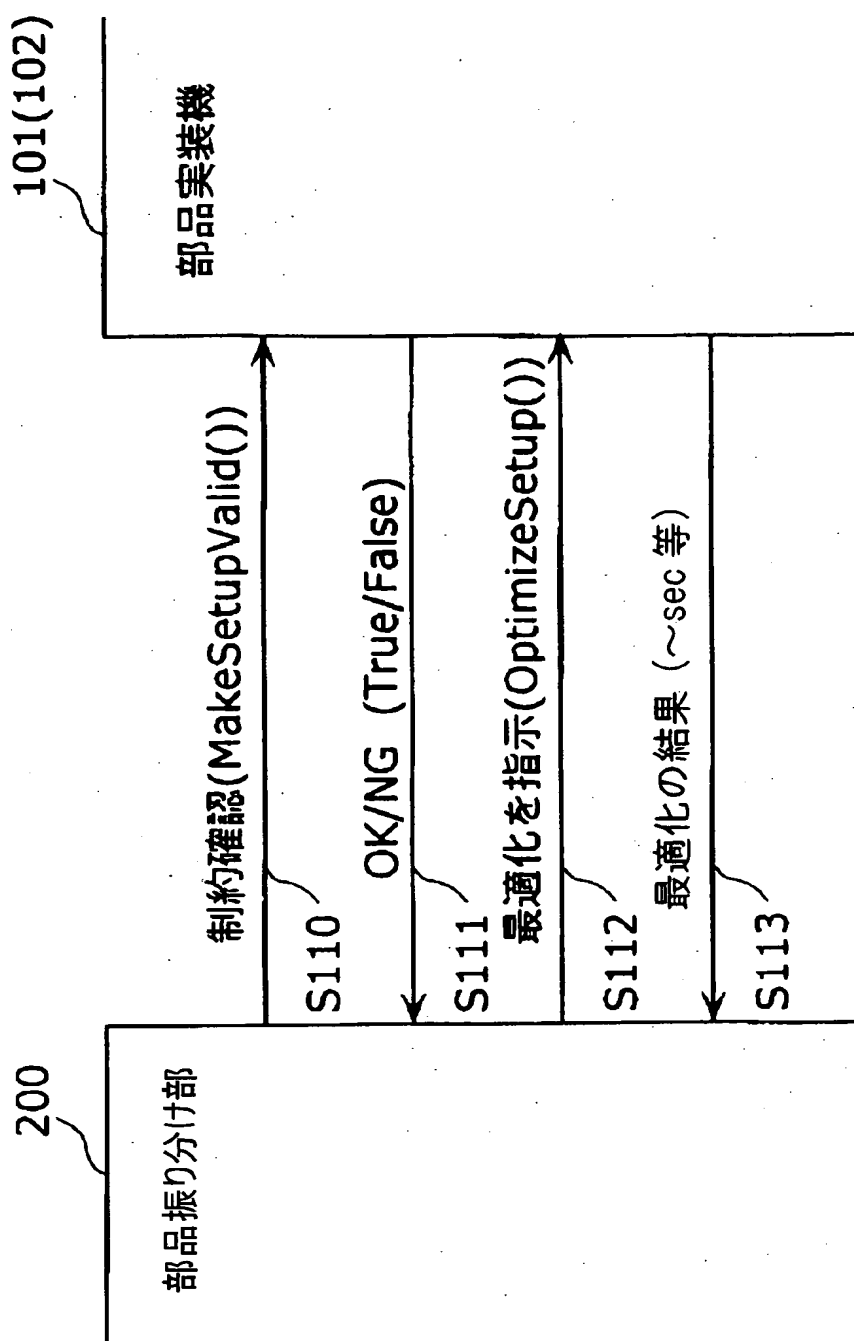 200
部品振り分け部
101(102)
部品実装機
制約確認(MakeSetupValid())
S110
OK/NG (True/False)
S111
最適化を指示(OptimizeSetup())
S112
最適化の結果 (〜sec 等)
S113